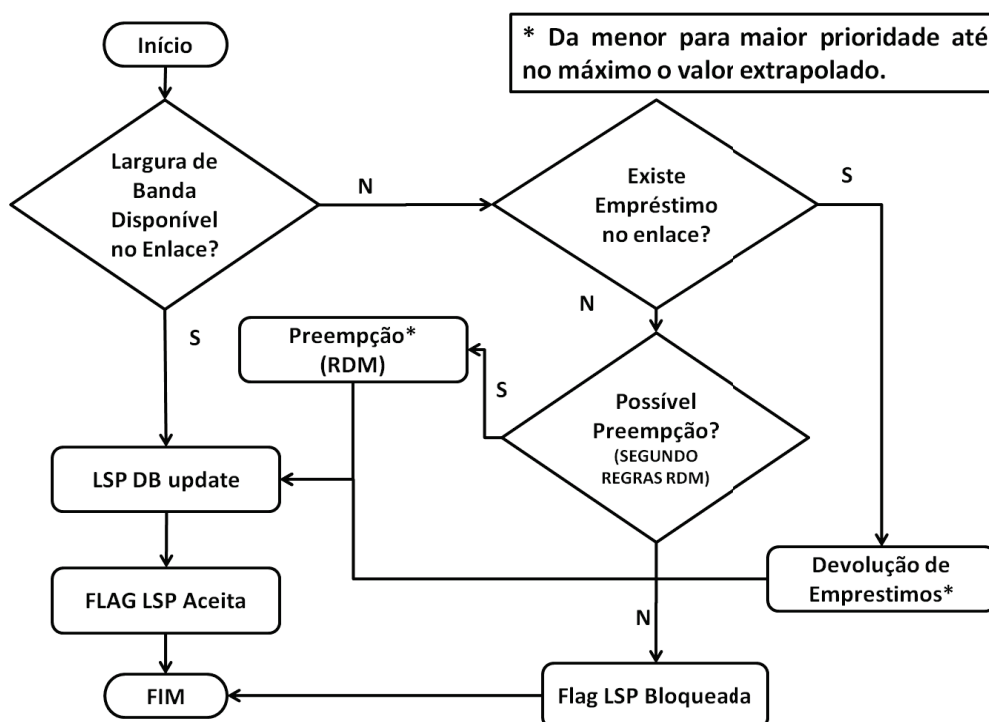 Início
* Da menor para maior prioridade até
no máximo o valor extrapolado.
Largura de
Banda
Disponível
no Enlace?
N
Existe
Empréstimo
no enlace?
S
N
S
Preempção*
(RDM)
S
Possível
Preempção?
(SEGUNDO
REGRAS RDM)
LSP DB update
Devolução de
Emprestimos*
FLAG LSP Aceita
N
FIM
Flag LSP Bloqueada